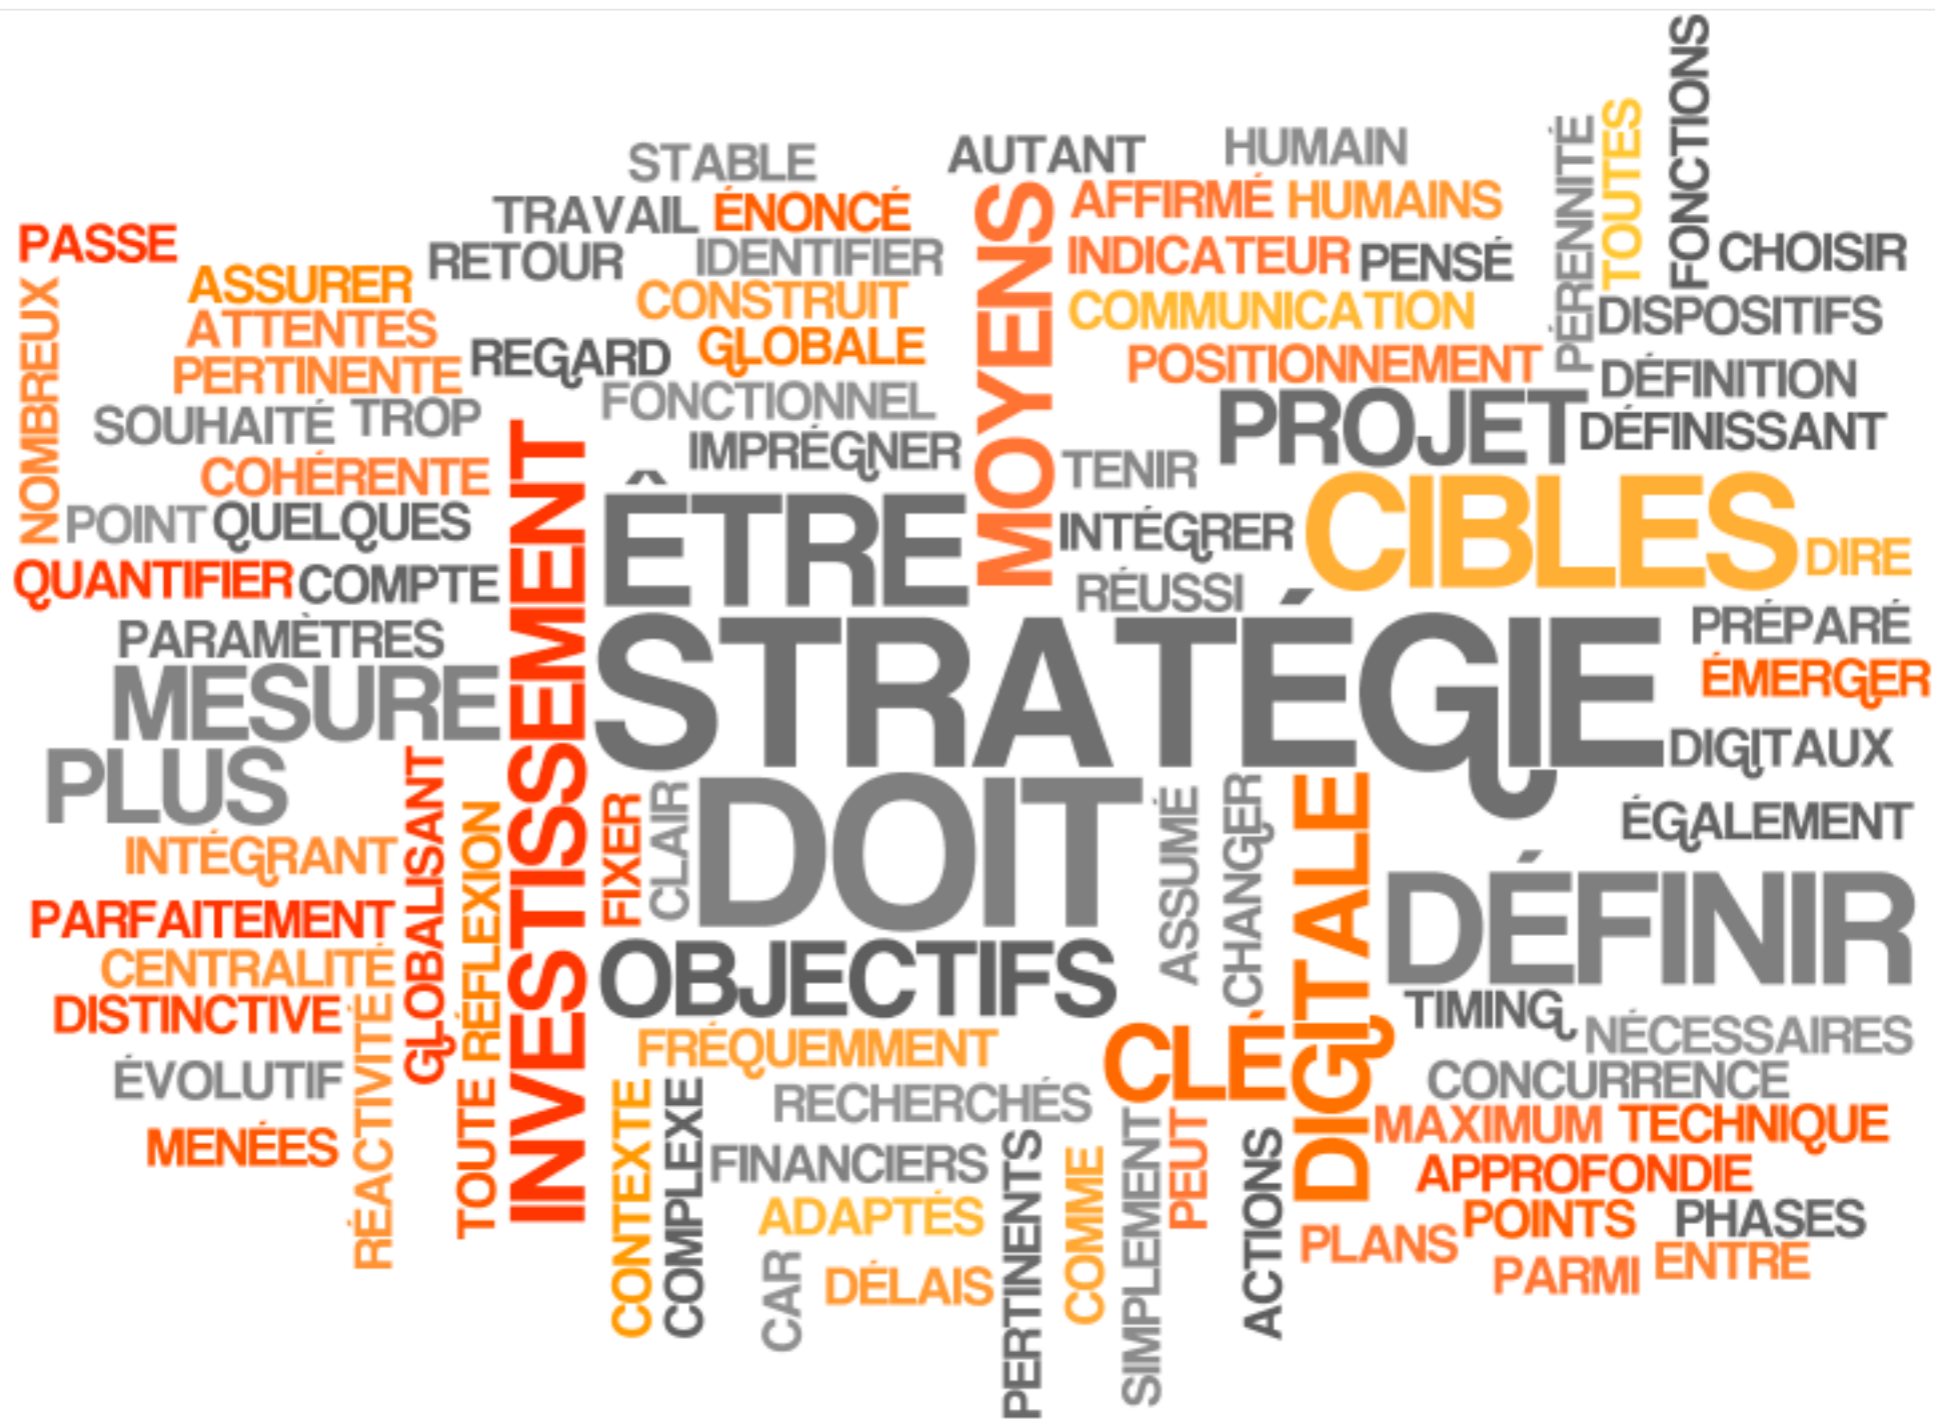 FONCTIONS
STABLE
AUTANT
HUMAIN
PÉRENNITÉ
TOUTES
TRAVAIL
ÉNONCÉ
MOYENS
AFFIRMÉ
HUMAINS
PASSE
RETOUR
IDENTIFIER
INDICATEUR
PENSÉ
CHOISIR
NOMBREUX
ASSURER
CONSTRUIT
COMMUNICATION
DISPOSITIFS
ATTENTES
REGARD
GLOBALE
POSITIONNEMENT
PERTINENTE
FONCTIONNEL
DÉFINITION
SOUHAITÉ
TROP
IMPRÉGNER
PROJET
DÉFINISSANT
COHÉRENTE
INVESTISSEMENT
TENIR
POINT
QUELQUES
ÊTRE
INTÉGRER
CIBLES
DIRE
QUANTIFIER
COMPTE
RÉUSSI
PARAMÈTRES
STRATÉGIE
PRÉPARÉ
MESURE
ÉMERGER
PLUS
DIGITAUX
GLOBALISANT
RÉFLEXION
FIXER
CLAIR
DOIT
ASSUMÉ
CHANGER
DIGITALE
ÉGALEMENT
INTÉGRANT
DÉFINIR
PARFAITEMENT
CENTRALITÉ
OBJECTIFS
DISTINCTIVE
TIMING
RÉACTIVITÉ
FRÉQUEMMENT
CLÉ
NÉCESSAIRES
ÉVOLUTIF
TOUTE
CONTEXTE
COMPLEXE
RECHERCHÉS
CONCURRENCE
MENÉES
FINANCIERS
PERTINENTS
COMME
SIMPLEMENT
PEUT
ACTIONS
MAXIMUM
TECHNIQUE
APPROFONDIE
ADAPTÉS
POINTS
PHASES
CAR
DÉLAIS
PLANS
PARMI
ENTRE